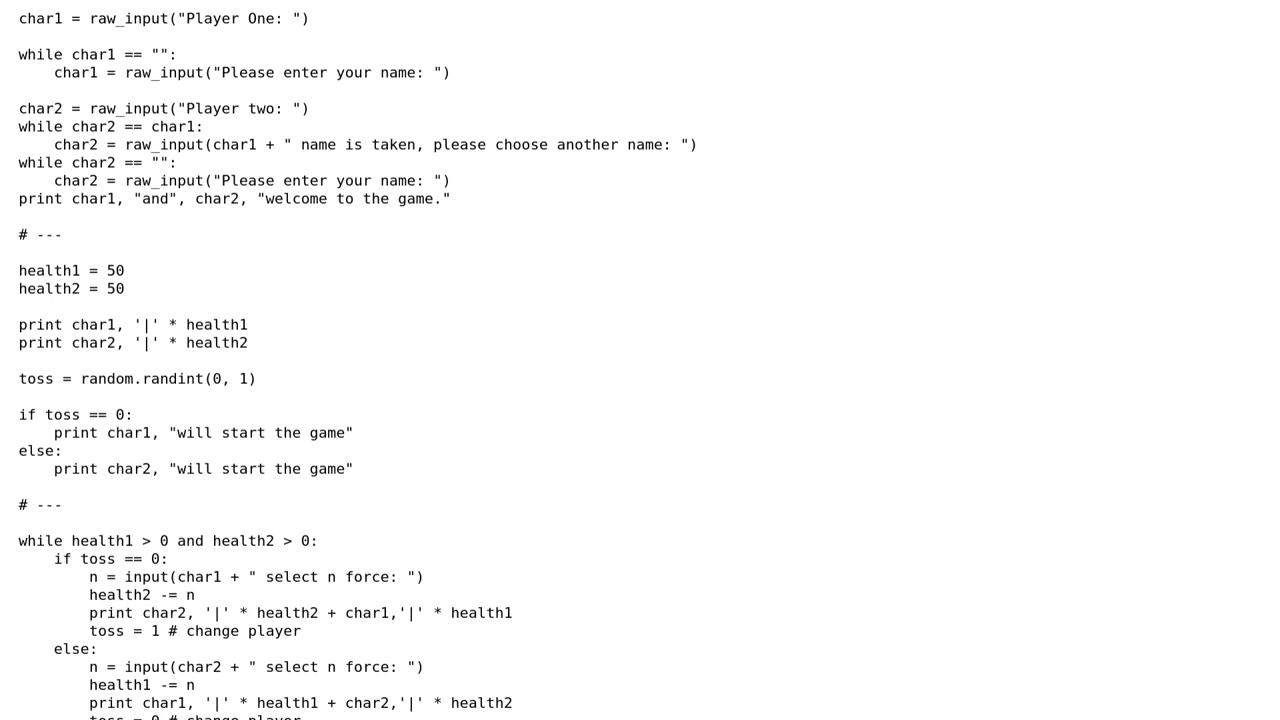 char1 = raw_input("Player One: ")

while char1 == "":
    char1 = raw_input("Please enter your name: ")

char2 = raw_input("Player two: ")
while char2 == char1:
    char2 = raw_input(char1 + " name is taken, please choose another name: ")
while char2 == "":
    char2 = raw_input("Please enter your name: ")
print char1, "and", char2, "welcome to the game."

# ---

health1 = 50
health2 = 50

print char1, '|' * health1
print char2, '|' * health2

toss = random.randint(0, 1)

if toss == 0:
    print char1, "will start the game"
else:
    print char2, "will start the game"

# ---

while health1 > 0 and health2 > 0:
    if toss == 0:
        n = input(char1 + " select n force: ")
        health2 -= n
        print char2, '|' * health2 + char1,'|' * health1
        toss = 1 # change player
    else:
        n = input(char2 + " select n force: ")
        health1 -= n
        print char1, '|' * health1 + char2,'|' * health2
        toss = 0 # change player